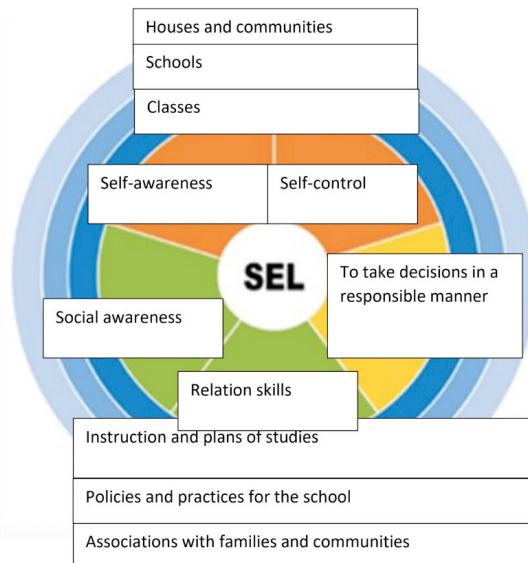 Houses and communities
Schools
Classes
Self-awareness
Self-control
SEL
To take decisions in a
responsible manner
Social awareness
Relation skills
Instruction and plans of studies
Policies and practices for the school
Associations with families and communities